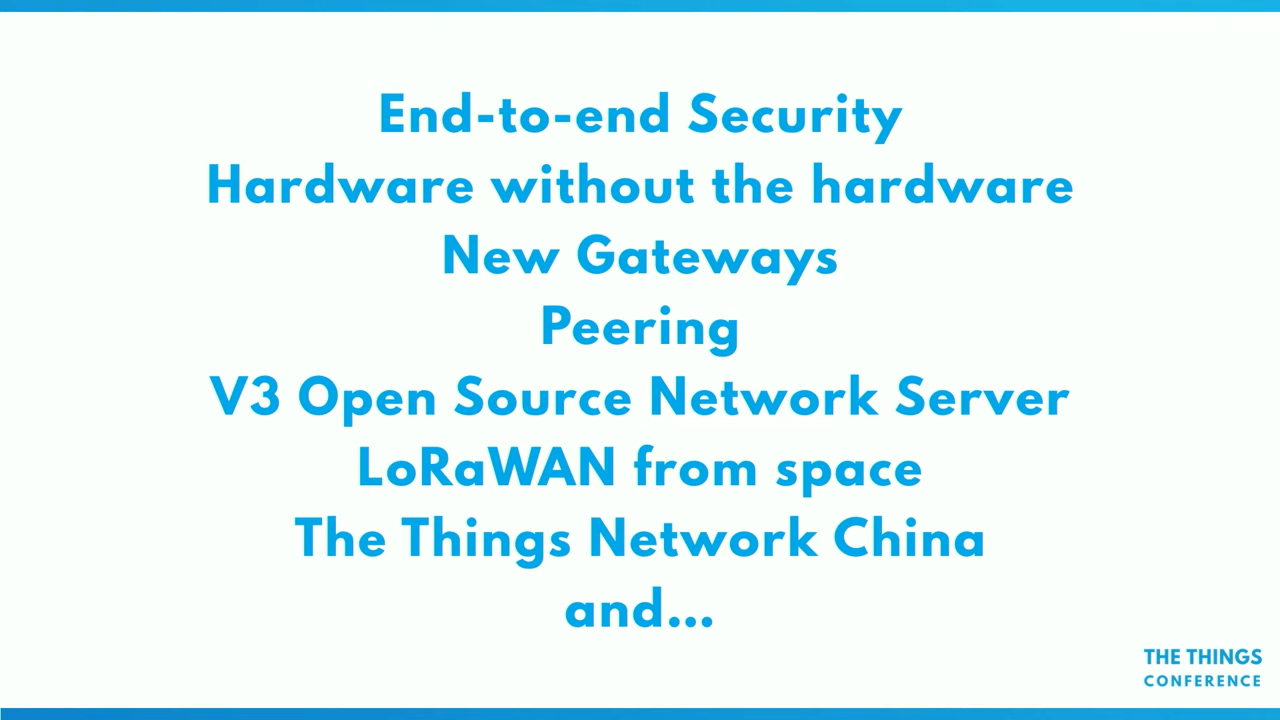 End-to-end Security
Hardware without the hardware
New Gateways
Peering
V3 Open Source Network Server
LoRaWAN from space
The Things Network China
and...
THE THINGS
CONFERENCE